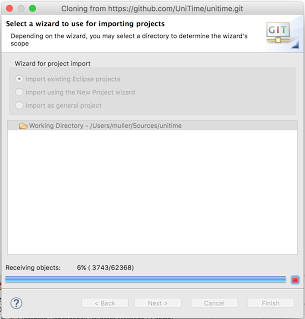 Cloning from https://github.com/UniTime/unitime.git
Select a wizard to use for importing projects
Depending on the wizard, you may select a directory to determine the wizard's
scope
GIT
Wizard for project import
Import existing Eclipse projects
Import using the New Project wizard
Import as general project
Working Directory - /Users/muller/Sources/unitime
Receiving objects: 6% ( 3743/62368)
?
< Back
Next >
Cancel
Finish